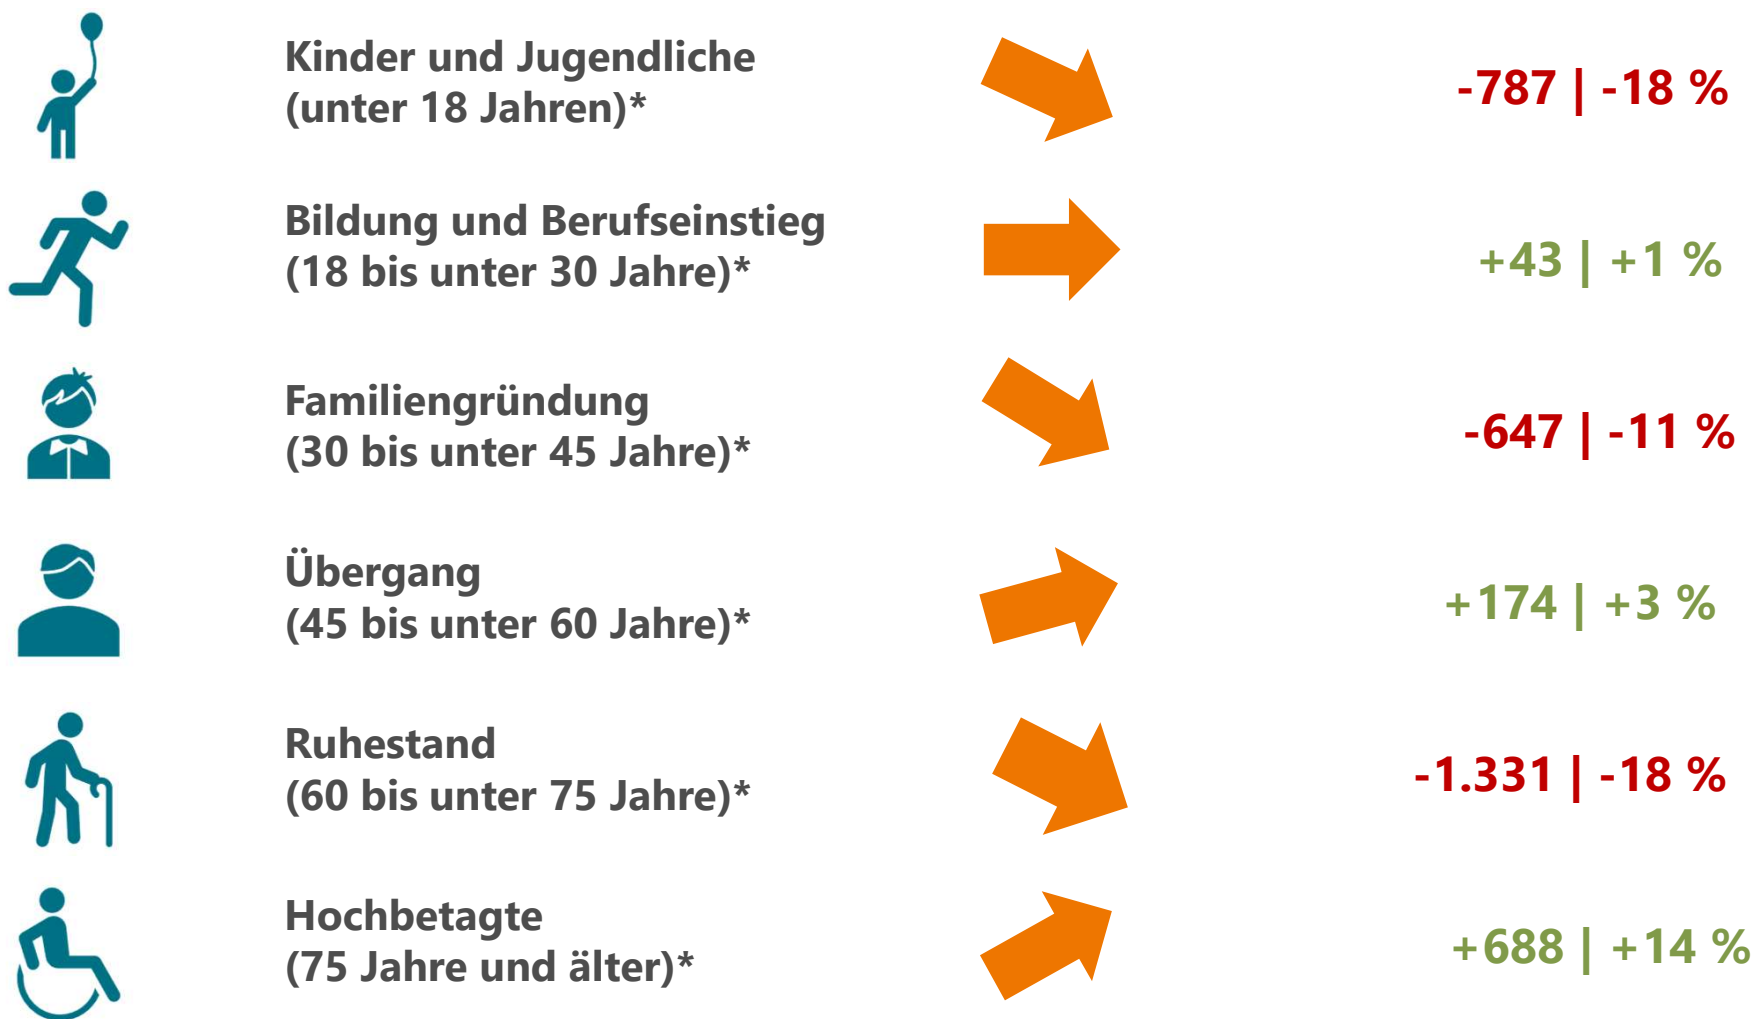 Kinder und Jugendliche
(unter 18 Jahren)*
-787 | -18 %
Bildung und Berufseinstieg
(18 bis unter 30 Jahre)*
+43 | +1 %
Familiengründung
(30 bis unter 45 Jahre)*
-647 | -11 %
Übergang
(45 bis unter 60 Jahre)*
+174 | +3 %
Ruhestand
(60 bis unter 75 Jahre)*
-1.331 | -18 %
Hochbetagte
(75 Jahre und älter)*
+688 | +14 %